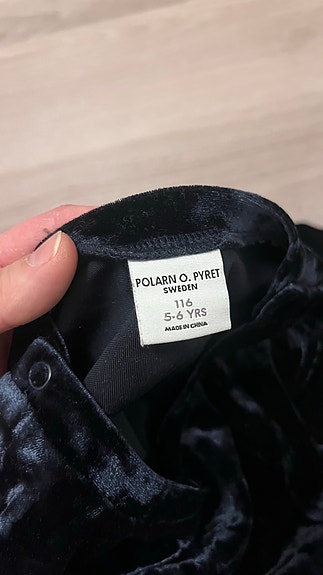 POLARN O. PYRET
SWEDEN
116
5-6 YRS
MADE IN CHINA